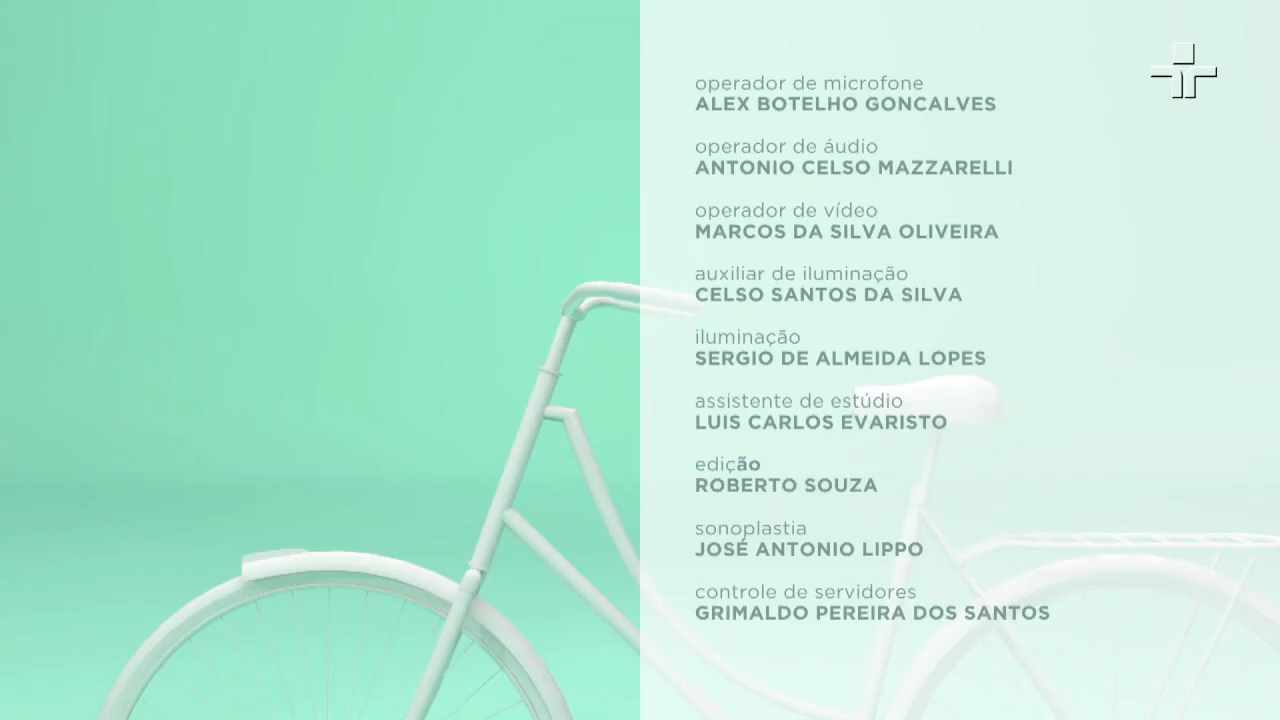 operador de microfone
ALEX BOTELHO GONCALVES
operador de áudio
ANTONIO CELSO MAZZARELLI
operador de vídeo
MARCOS DA SILVA OLIVEIRA
auxiliar de iluminação
CELSO SANTOS DA SILVA
iluminação
SERGIO DE ALMEIDA LOPES
assistente de estúdio
LUIS CARLOS EVARISTO
edição
ROBERTO SOUZA
sonoplastia
JOSÉ ANTONIO LIPPO
controle de servidores
GRIMALDO PEREIRA DOS SANTOS